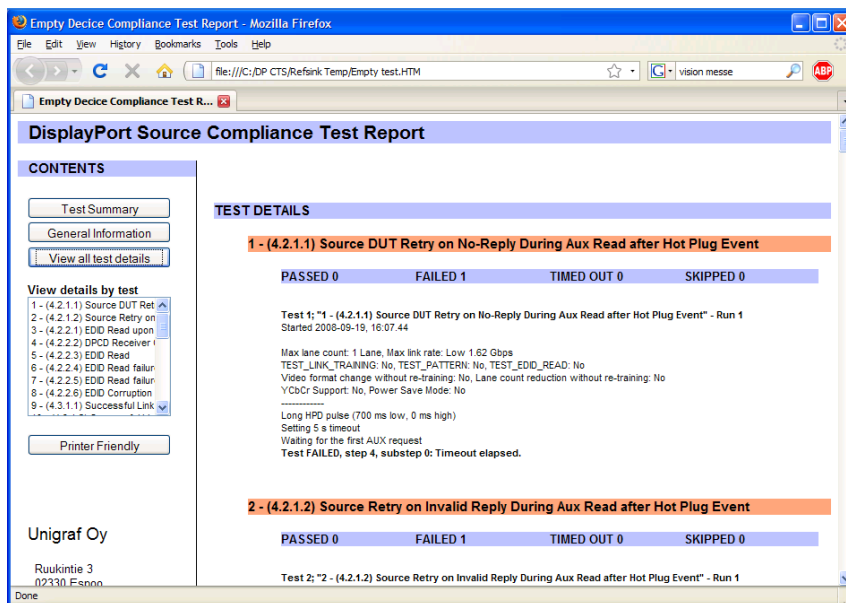 Empty Decice Compliance Test Report - Mozilla Firefox
File Edit View History Bookmarks Tools Help
file:///C:/DP CTS/Refsink Temp/Empty test.HTM
G
vision messe
ABP
Empty Decice Compliance Test R...
DisplayPort Source Compliance Test Report
CONTENTS
Test Summary
General Information
View all test details
View details by test
1 - (4.2.1.1) Source DUT Ret
2 - (4.2.1.2) Source Retry on
3 - (4.2.2.1) EDID Read upon
4 - (4.2.2.2) DPCD Receiver
5 - (4.2.2.3) EDID Read
6 - (4.2.2.4) EDID Read failur
7 - (4.2.2.5) EDID Read failur
8 - (4.2.2.6) EDID Corruption
9 - (4.3.1.1) Successful Link
Printer Friendly
Unigraf Oy
Ruukintie 3
02330 Espoo
TEST DETAILS
1 - (4.2.1.1) Source DUT Retry on No-Reply During Aux Read after Hot Plug Event
PASSED 0 FAILED 1 TIMED OUT 0 SKIPPED 0
Test 1; "1 - (4.2.1.1) Source DUT Retry on No-Reply During Aux Read after Hot Plug Event" - Run 1
Started 2008-09-19, 16:07.44
Max lane count: 1 Lane, Max link rate: Low 1.62 Gbps
TEST_LINK_TRAINING: No, TEST_PATTERN: No, TEST_EDID_READ: No
Video format change without re-training: No, Lane count reduction without re-training: No
YCbCr Support: No, Power Save Mode: No
------------
Long HPD pulse (700 ms low, 0 ms high)
Setting 5 s timeout
Waiting for the first AUX request
Test FAILED, step 4, substep 0: Timeout elapsed.
2 - (4.2.1.2) Source Retry on Invalid Reply During Aux Read after Hot Plug Event
PASSED 0 FAILED 1 TIMED OUT 0 SKIPPED 0
Test 2; "2 - (4.2.1.2) Source Retry on Invalid Reply During Aux Read after Hot Plug Event" - Run 1
Done